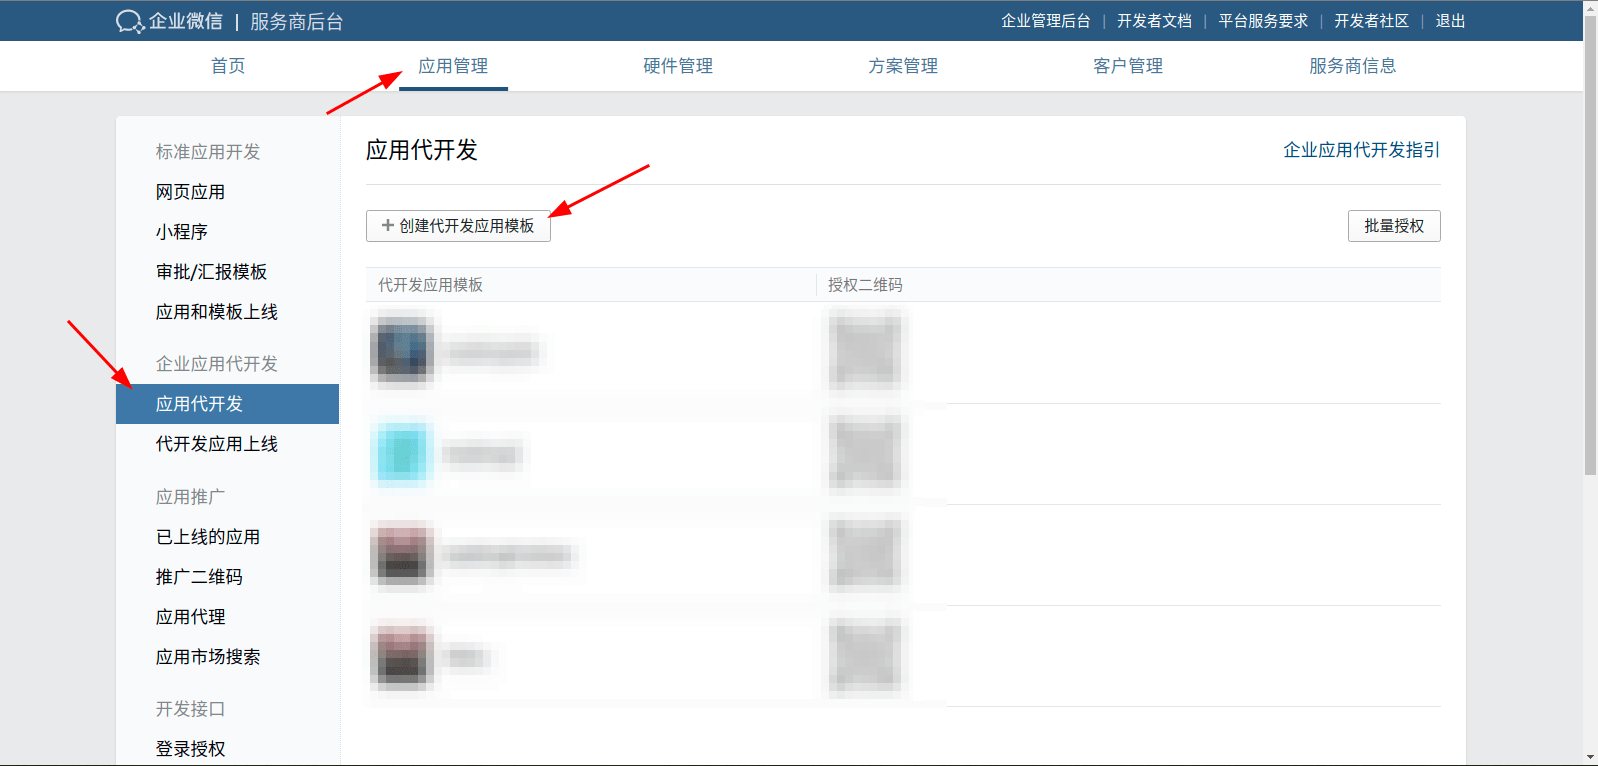 企业微信 | 服务商后台
企业管理后台 | 开发者文档 | 平台服务要求 | 开发者社区 | 退出
首页 应用管理 硬件管理 方案管理 客户管理 服务商信息
标准应用开发
网页应用
小程序
审批/汇报模板
应用和模板上线
企业应用代开发
应用代开发
代开发应用上线
应用推广
已上线的应用
推广二维码
应用代理
应用市场搜索
开发接口
登录授权
应用代开发
企业应用代开发指引
+ 创建代开发应用模板
批量授权
代开发应用模板 授权二维码